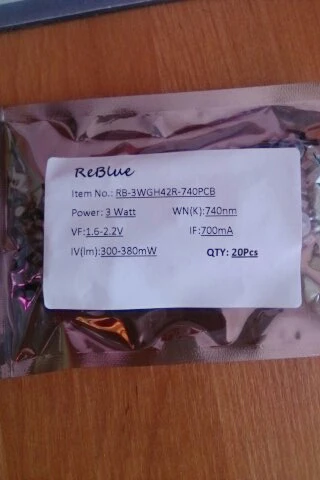 ReBlue
Item No.: RB-3WGH42R-740PCB
Power: 3 Watt WN(K):740nm
VF:1.6-2.2V IF:700mA
IV(lm):300-380mW QTY: 20Pcs